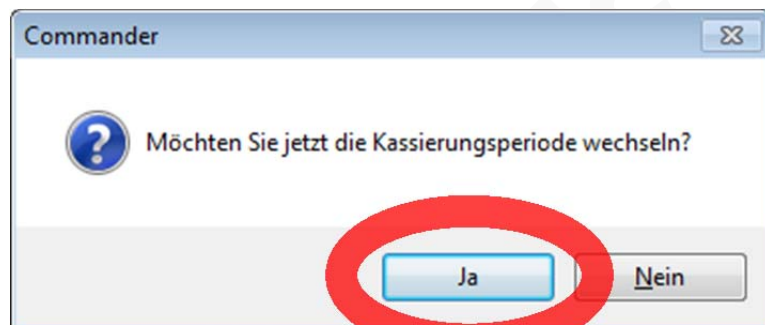 Commander
Möchten Sie jetzt die Kassierungsperiode wechseln?
Ja
Nein